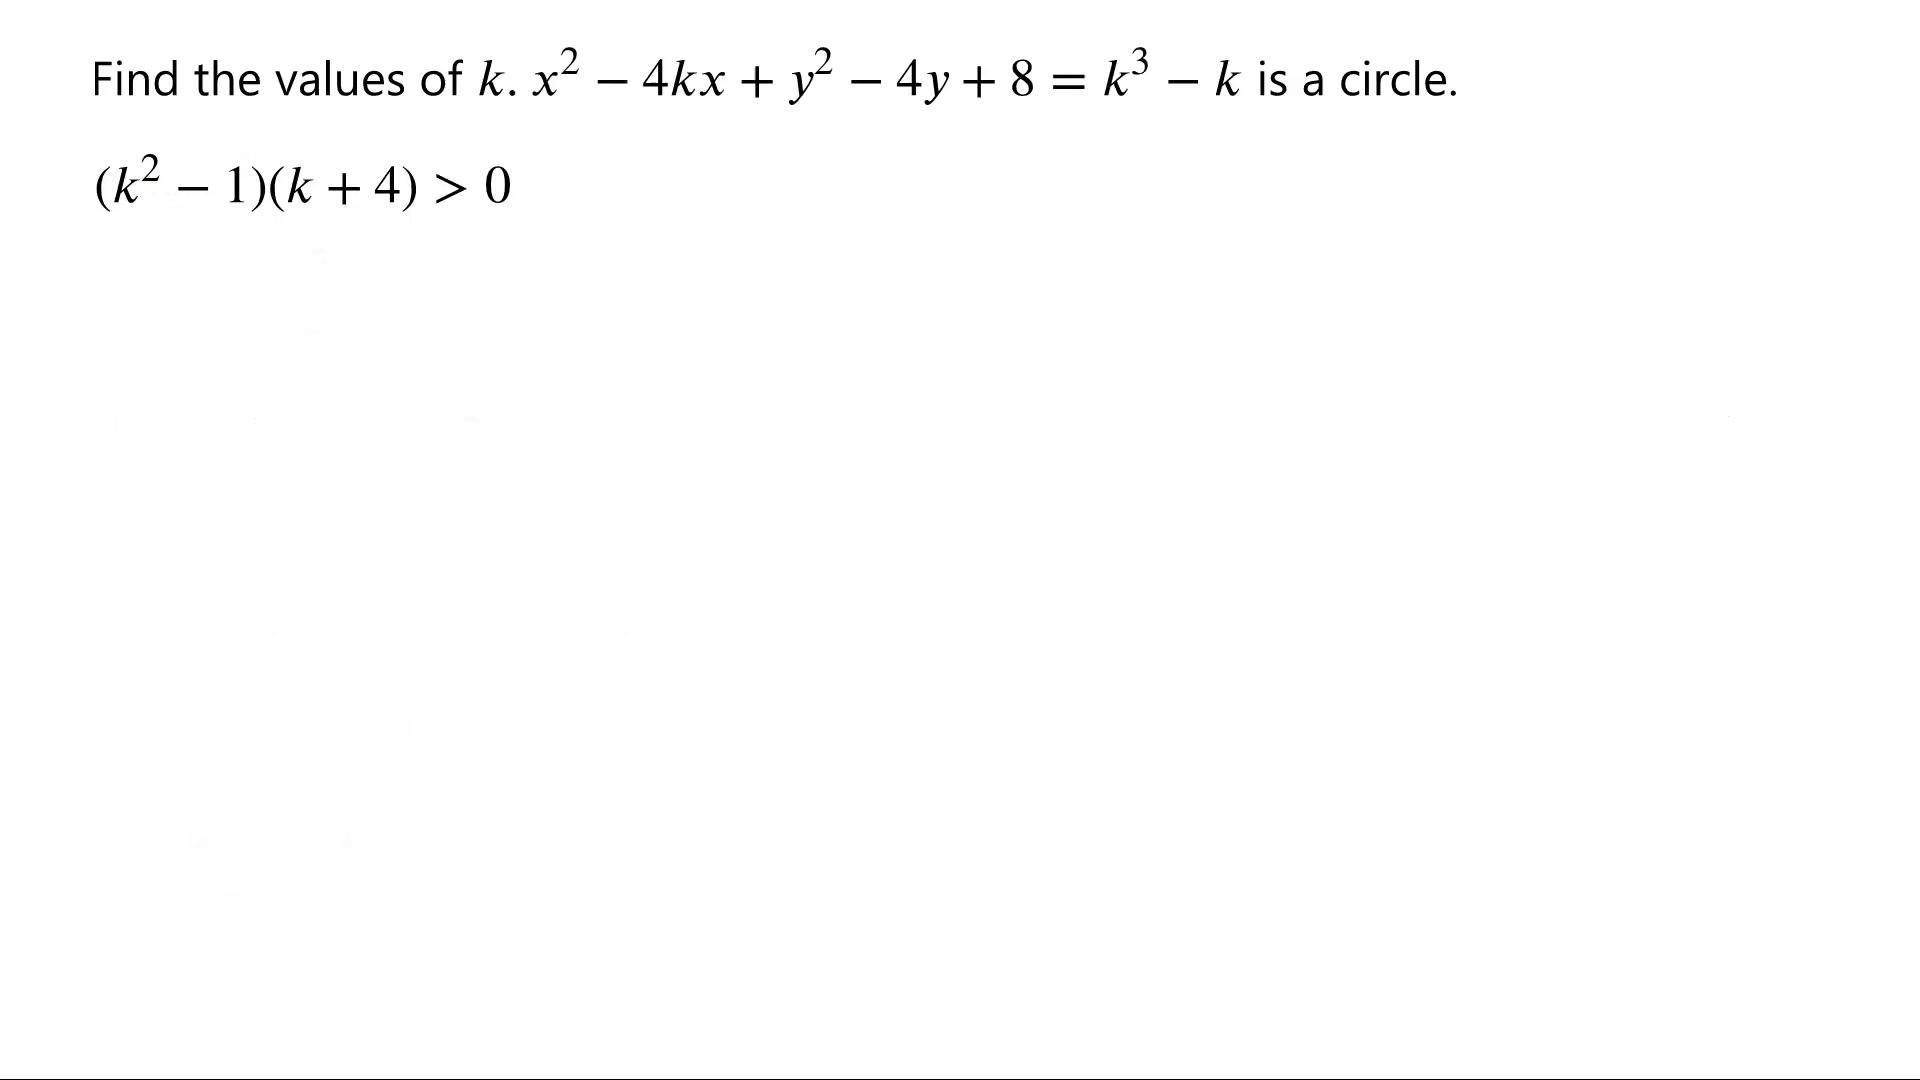 Find the values of k. x² − 4kx + y² − 4y + 8 = k³ − k is a circle.
(k² − 1)(k + 4) > 0